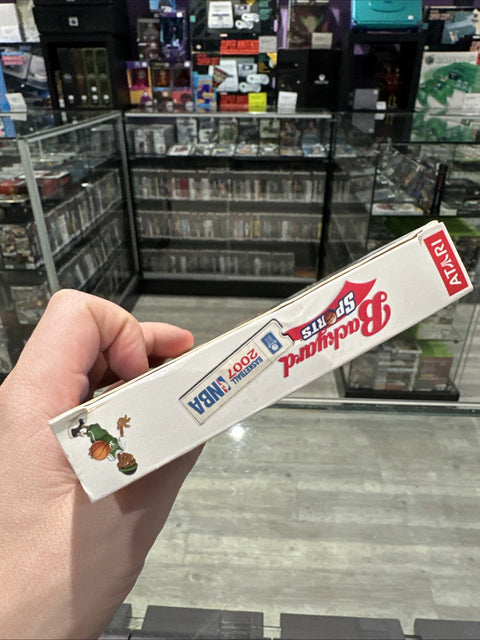 ATARI
Backyard
SPORTS
NBA
BASKETBALL
2007